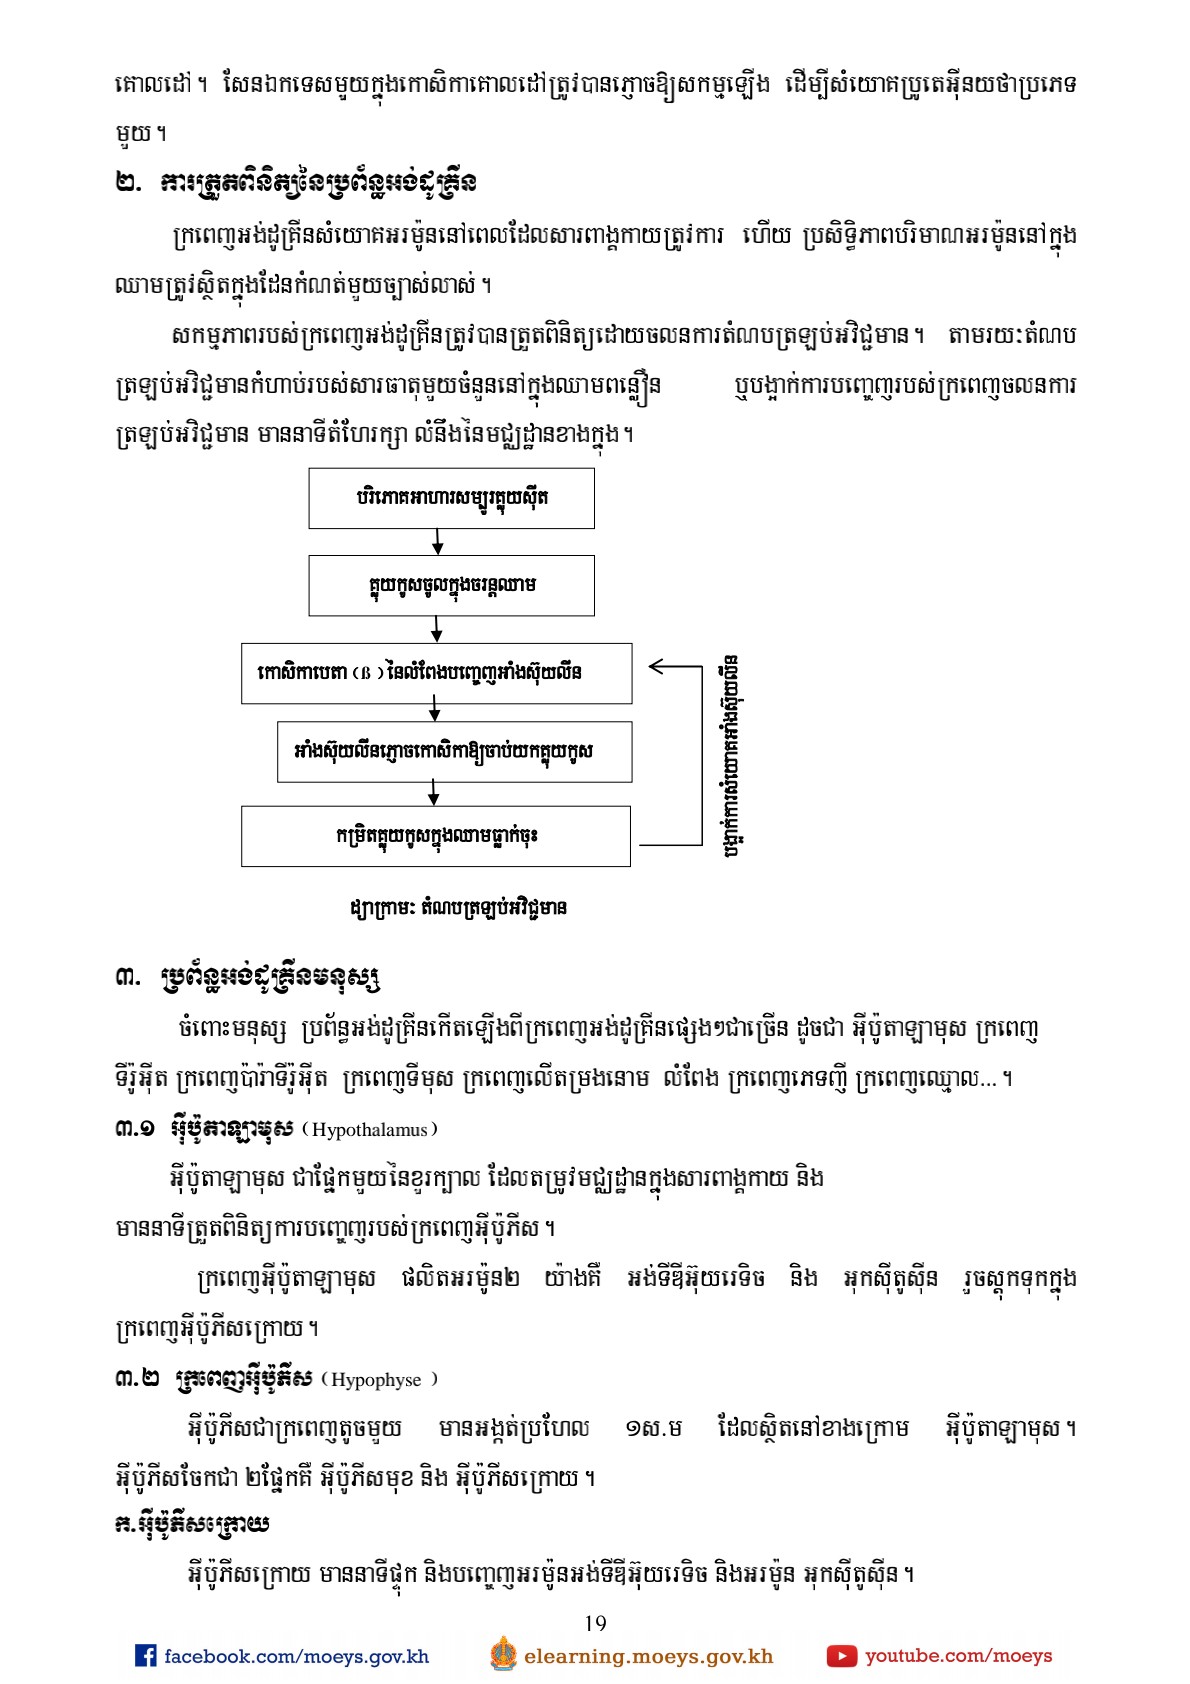 គោលដៅ។ សែនឯកទេសមួយក្នុងកោសិកាគោលដៅត្រូវបានភ្ញោចឱ្យសកម្មឡើង ដើម្បីសំយោគប្រូតេអ៊ីនយថាប្រភេទ
មួយ។
២. ការត្រួតពិនិត្យនៃប្រព័ន្ធអង់ដូគ្រីន
ក្រពេញអង់ដូគ្រីនសំយោគអរម៉ូននៅពេលដែលសារពាង្គកាយត្រូវការ ហើយ ប្រសិទ្ធិភាពបរិមាណអរម៉ូននៅក្នុង
ឈាមត្រូវស្ថិតក្នុងដែនកំណត់មួយច្បាស់លាស់។
សកម្មភាពរបស់ក្រពេញអង់ដូគ្រីនត្រូវបានត្រួតពិនិត្យដោយចលនការតំណបត្រឡប់អវិជ្ជមាន។ តាមរយៈតំណប
ត្រឡប់អវិជ្ជមានកំហាប់របស់សារធាតុមួយចំនួននៅក្នុងឈាមពន្លឿន ឬបង្អាក់ការបញ្ចេញរបស់ក្រពេញចលនការ
ត្រឡប់អវិជ្ជមាន មាននាទីតំហែរក្សា លំនឹងនៃមជ្ឈដ្ឋានខាងក្នុង។
បរិភោគអាហារសម្បូរគ្លុយស៊ីត
គ្លុយកូសចូលក្នុងចរន្តឈាម
កោសិកាបេតា (ß) នៃលំពែងបញ្ចេញអាំងស៊ុយលីន
អាំងស៊ុយលីនភ្ញោចកោសិកាឱ្យចាប់យកគ្លុយកូស
កម្រិតគ្លុយកូសក្នុងឈាមធ្លាក់ចុះ
បង្អាក់ការសំយោគអាំងស៊ុយលីន
ដ្យាក្រាមៈ តំណបត្រឡប់អវិជ្ជមាន
៣. ប្រព័ន្ធអង់ដូគ្រីនមនុស្ស
ចំពោះមនុស្ស ប្រព័ន្ធអង់ដូគ្រីនកើតឡើងពីក្រពេញអង់ដូគ្រីនផ្សេងៗជាច្រើន ដូចជា អ៊ីប៉ូតាឡាមុស ក្រពេញ
ទីរ៉ូអ៊ីត ក្រពេញប៉ារ៉ាទីរ៉ូអ៊ីត ក្រពេញទីមុស ក្រពេញលើតម្រងនោម លំពែង ក្រពេញភេទញី ក្រពេញឈ្មោល...។
៣.១ អ៊ីប៉ូតាឡាមុស (Hypothalamus)
អ៊ីប៉ូតាឡាមុស ជាផ្នែកមួយនៃខួរក្បាល ដែលតម្រូវមជ្ឈដ្ឋានក្នុងសារពាង្គកាយ និង
មាននាទីត្រួតពិនិត្យការបញ្ចេញរបស់ក្រពេញអ៊ីប៉ូភីស។
ក្រពេញអ៊ីប៉ូតាឡាមុស ផលិតអរម៉ូន២ យ៉ាងគឺ អង់ទីឌីអ៊ុយរេទិច និង អុកស៊ីតូស៊ីន រួចស្តុកទុកក្នុង
ក្រពេញអ៊ីប៉ូភីសក្រោយ។
៣.២ ក្រពេញអ៊ីប៉ូភីស (Hypophyse )
អ៊ីប៉ូភីសជាក្រពេញតូចមួយ មានអង្កត់ប្រហែល ១ស.ម ដែលស្ថិតនៅខាងក្រោម អ៊ីប៉ូតាឡាមុស។
អ៊ីប៉ូភីសចែកជា ២ផ្នែកគឺ អ៊ីប៉ូភីសមុខ និង អ៊ីប៉ូភីសក្រោយ។
ក.អ៊ីប៉ូភីសក្រោយ
អ៊ីប៉ូភីសក្រោយ មាននាទីផ្ទុក និងបញ្ចេញអរម៉ូនអង់ទីឌីអ៊ុយរេទិច និងអរម៉ូន អុកស៊ីតូស៊ីន។
19
facebook.com/moeys.gov.kh elearning.moeys.gov.kh youtube.com/moeys